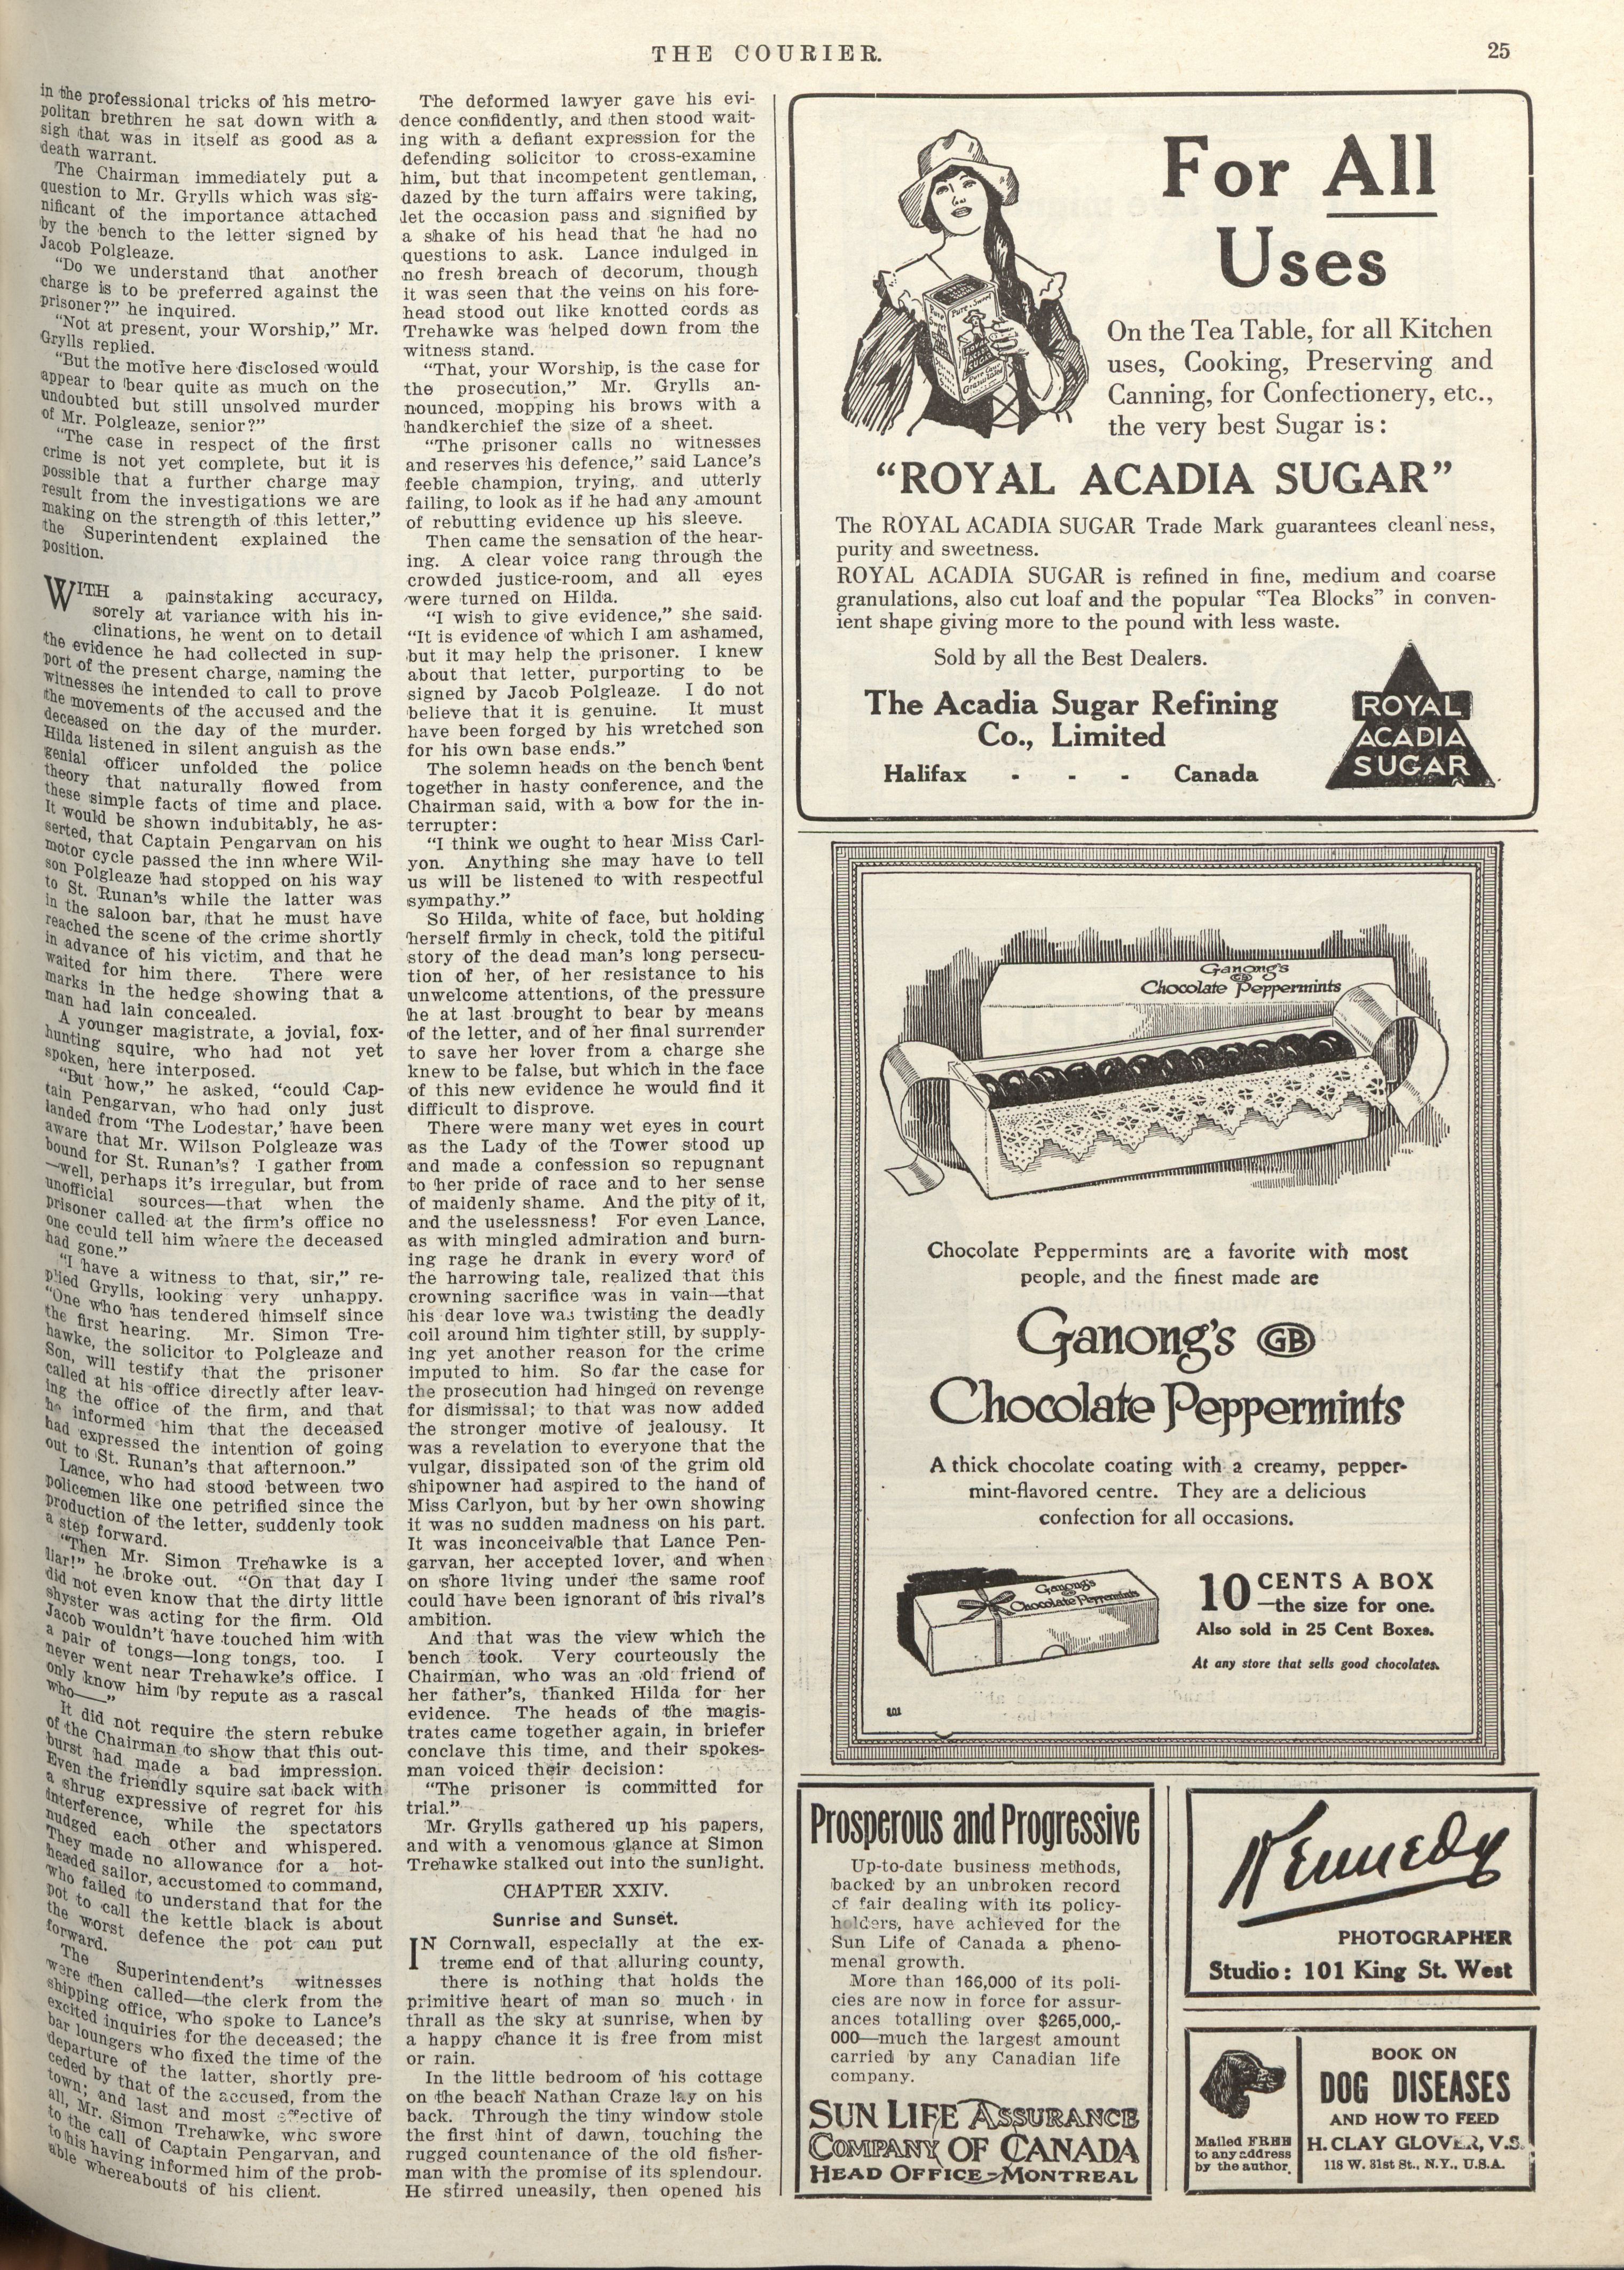 THE COURIER.
25
in the professional tricks of his metro-
politan brethren he sat down with a
sigh that was in itself as good as a
death warrant.
The Chairman immediately put a
question to Mr. Grylls which was sig-
nificant of the importance attached
by the bench to the letter signed by
Jacob Polgleaze.
"Do we understand that another
charge is to be preferred against the
prisoner?" he inquired.
"Not at present, your Worship," Mr.
Grylls replied.
"But the motive here disclosed would
appear to bear quite as much on the
undoubted but still unsolved murder
of Mr. Polgleaze, senior?"
"The case in respect of the first
crime is not yet complete, but it is
possible that a further charge may
result from the investigations we are
making on the strength of this letter,"
the Superintendent explained the
position.
WITH a painstaking accuracy,
sorely at variance with his in-
clinations, he went on to detail
the evidence he had collected in sup-
port of the present charge, naming the
witnesses he intended to call to prove
the movements of the accused and the
deceased on the day of the murder.
Hilda listened in silent anguish as the
genial officer unfolded the police
theory that naturally flowed from
these simple facts of time and place.
It would be shown indubitably, he as-
serted, that Captain Pengarvan on his
motor cycle passed the inn where Wil-
son Polgleaze had stopped on his way
to St. Runan's while the latter was
in the saloon bar, that he must have
reached the scene of the crime shortly
in advance of his victim, and that he
waited for him there. There were
marks in the hedge showing that a
man had lain concealed.
A younger magistrate, a jovial, fox-
hunting squire, who had not yet
spoken, here interposed.
"But how," he asked, "could Cap-
tain Pengarvan, who had only just
landed from 'The Lodestar,' have been
aware that Mr. Wilson Polgleaze was
bound for St. Runan's? I gather from
—well, perhaps it's irregular, but from
unofficial sources—that when the
prisoner called at the firm's office no
one could tell him where the deceased
had gone."
"I have a witness to that, sir," re-
plied Grylls, looking very unhappy.
"One who has tendered himself since
the first hearing. Mr. Simon Tre-
hawke, the solicitor to Polgleaze and
Son, will testify that the prisoner
called at his office directly after leav-
ing the office of the firm, and that
he informed him that the deceased
had expressed the intention of going
out to St. Runan's that afternoon."
Lance, who had stood between two
policemen like one petrified since the
production of the letter, suddenly took
a step forward.
"Then Mr. Simon Trehawke is a
liar!" he broke out. "On that day I
did not even know that the dirty little
shyster was acting for the firm. Old
Jacob wouldn't have touched him with
a pair of tongs—long tongs, too. I
never went near Trehawke's office. I
only know him by repute as a rascal
who——"
It did not require the stern rebuke
of the Chairman to show that this out-
burst had made a bad impression.
Even the friendly squire sat back with
a shrug expressive of regret for his
interference, while the spectators
nudged each other and whispered.
They made no allowance for a hot-
headed sailor, accustomed to command,
who failed to understand that for the
pot to call the kettle black is about
the worst defence the pot can put
forward.
The Superintendent's witnesses
were then called—the clerk from the
shipping office, who spoke to Lance's
excited inquiries for the deceased; the
bar loungers who fixed the time of the
departure of the latter, shortly pre-
ceded by that of the accused, from the
town; and last and most effective of
all, Mr. Simon Trehawke, who swore
to the call of Captain Pengarvan, and
to his having informed him of the prob-
able whereabouts of his client.
The deformed lawyer gave his evi-
dence confidently, and then stood wait-
ing with a defiant expression for the
defending solicitor to cross-examine
him, but that incompetent gentleman,
dazed by the turn affairs were taking,
let the occasion pass and signified by
a shake of his head that he had no
questions to ask. Lance indulged in
no fresh breach of decorum, though
it was seen that the veins on his fore-
head stood out like knotted cords as
Trehawke was helped down from the
witness stand.
"That, your Worship, is the case for
the prosecution," Mr. Grylls an-
nounced, mopping his brows with a
handkerchief the size of a sheet.
"The prisoner calls no witnesses
and reserves his defence," said Lance's
feeble champion, trying, and utterly
failing, to look as if he had any amount
of rebutting evidence up his sleeve.
Then came the sensation of the hear-
ing. A clear voice rang through the
crowded justice-room, and all eyes
were turned on Hilda.
"I wish to give evidence," she said.
"It is evidence of which I am ashamed,
but it may help the prisoner. I knew
about that letter, purporting to be
signed by Jacob Polgleaze. I do not
believe that it is genuine. It must
have been forged by his wretched son
for his own base ends."
The solemn heads on the bench bent
together in hasty conference, and the
Chairman said, with a bow for the in-
terrupter:
"I think we ought to hear Miss Carl-
yon. Anything she may have to tell
us will be listened to with respectful
sympathy."
So Hilda, white of face, but holding
herself firmly in check, told the pitiful
story of the dead man's long persecu-
tion of her, of her resistance to his
unwelcome attentions, of the pressure
he at last brought to bear by means
of the letter, and of her final surrender
to save her lover from a charge she
knew to be false, but which in the face
of this new evidence he would find it
difficult to disprove.
There were many wet eyes in court
as the Lady of the Tower stood up
and made a confession so repugnant
to her pride of race and to her sense
of maidenly shame. And the pity of it,
and the uselessness! For even Lance,
as with mingled admiration and burn-
ing rage he drank in every word of
the harrowing tale, realized that this
crowning sacrifice was in vain—that
his dear love was twisting the deadly
coil around him tighter still, by supply-
ing yet another reason for the crime
imputed to him. So far the case for
the prosecution had hinged on revenge
for dismissal; to that was now added
the stronger motive of jealousy. It
was a revelation to everyone that the
vulgar, dissipated son of the grim old
shipowner had aspired to the hand of
Miss Carlyon, but by her own showing
it was no sudden madness on his part.
It was inconceivable that Lance Pen-
garvan, her accepted lover, and when
on shore living under the same roof
could have been ignorant of his rival's
ambition.
And that was the view which the
bench took. Very courteously the
Chairman, who was an old friend of
her father's, thanked Hilda for her
evidence. The heads of the magis-
trates came together again, in briefer
conclave this time, and their spokes-
man voiced their decision:
"The prisoner is committed for
trial."
Mr. Grylls gathered up his papers,
and with a venomous glance at Simon
Trehawke stalked out into the sunlight.
CHAPTER XXIV.
Sunrise and Sunset.
IN Cornwall, especially at the ex-
treme end of that alluring county,
there is nothing that holds the
primitive heart of man so much in
thrall as the sky at sunrise, when by
a happy chance it is free from mist
or rain.
In the little bedroom of his cottage
on the beach Nathan Craze lay on his
back. Through the tiny window stole
the first hint of dawn, touching the
rugged countenance of the old fisher-
man with the promise of its splendour.
He stirred uneasily, then opened his
For All
Uses
On the Tea Table, for all Kitchen
uses, Cooking, Preserving and
Canning, for Confectionery, etc.,
the very best Sugar is:
"ROYAL ACADIA SUGAR"
The ROYAL ACADIA SUGAR Trade Mark guarantees cleanl ness,
purity and sweetness.
ROYAL ACADIA SUGAR is refined in fine, medium and coarse
granulations, also cut loaf and the popular "Tea Blocks" in conven-
ient shape giving more to the pound with less waste.
Sold by all the Best Dealers.
The Acadia Sugar Refining
Co., Limited
Halifax - - - Canada
ROYAL
ACADIA
SUGAR
Ganong's
GB
Chocolate Peppermints
Chocolate Peppermints are a favorite with most
people, and the finest made are
Ganong's GB
Chocolate Peppermints
A thick chocolate coating with a creamy, pepper-
mint-flavored centre. They are a delicious
confection for all occasions.
Ganong's
Chocolate Peppermints
10 CENTS A BOX
—the size for one.
Also sold in 25 Cent Boxes.
At any store that sells good chocolates.
Prosperous and Progressive
Up-to-date business methods,
backed by an unbroken record
of fair dealing with its policy-
holders, have achieved for the
Sun Life of Canada a pheno-
menal growth.
More than 166,000 of its poli-
cies are now in force for assur-
ances totalling over $265,000,-
000—much the largest amount
carried by any Canadian life
company.
SUN LIFE ASSURANCE
COMPANY OF CANADA
HEAD OFFICE-MONTREAL
Kennedy
PHOTOGRAPHER
Studio: 101 King St. West
Mailed FREE
to any address
by the author.
BOOK ON
DOG DISEASES
AND HOW TO FEED
H. CLAY GLOVER, V.S.
118 W. 31st St., N.Y., U.S.A.